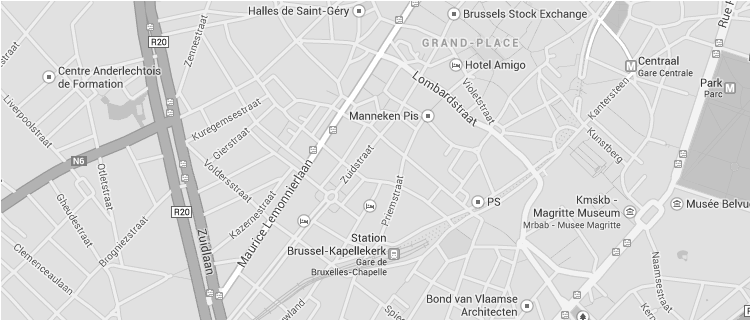 Halles de Saint-Géry
Brussels Stock Exchange
Rue
R20
Zennestraat
GRAND-PLACE
Hotel Amigo
Centraal
Gare Centrale
Centre Anderlechtois
de Formation
Lombardstraat
Violetstraat
Park
Parc
Kantersteen
Liverpoolstraat
Kuregemsestraat
Manneken Pis
Gierstraat
Kunstberg
N6
Zuidstraat
Voldersstraat
Maurice Lemonnierlaan
Otletstraat
Priemstraat
Gheudestraat
R20
Kazernestraat
PS
Kmskb -
Magritte Museum
Mrbab - Musee Magritte
Musée Belvue
Brogniezstraat
Zuidlaan
Station
Brussel-Kapellekerk
Gare de
Bruxelles-Chapelle
Clemenceaulaan
Naamsestraat
Bond van Vlaamse
Architecten